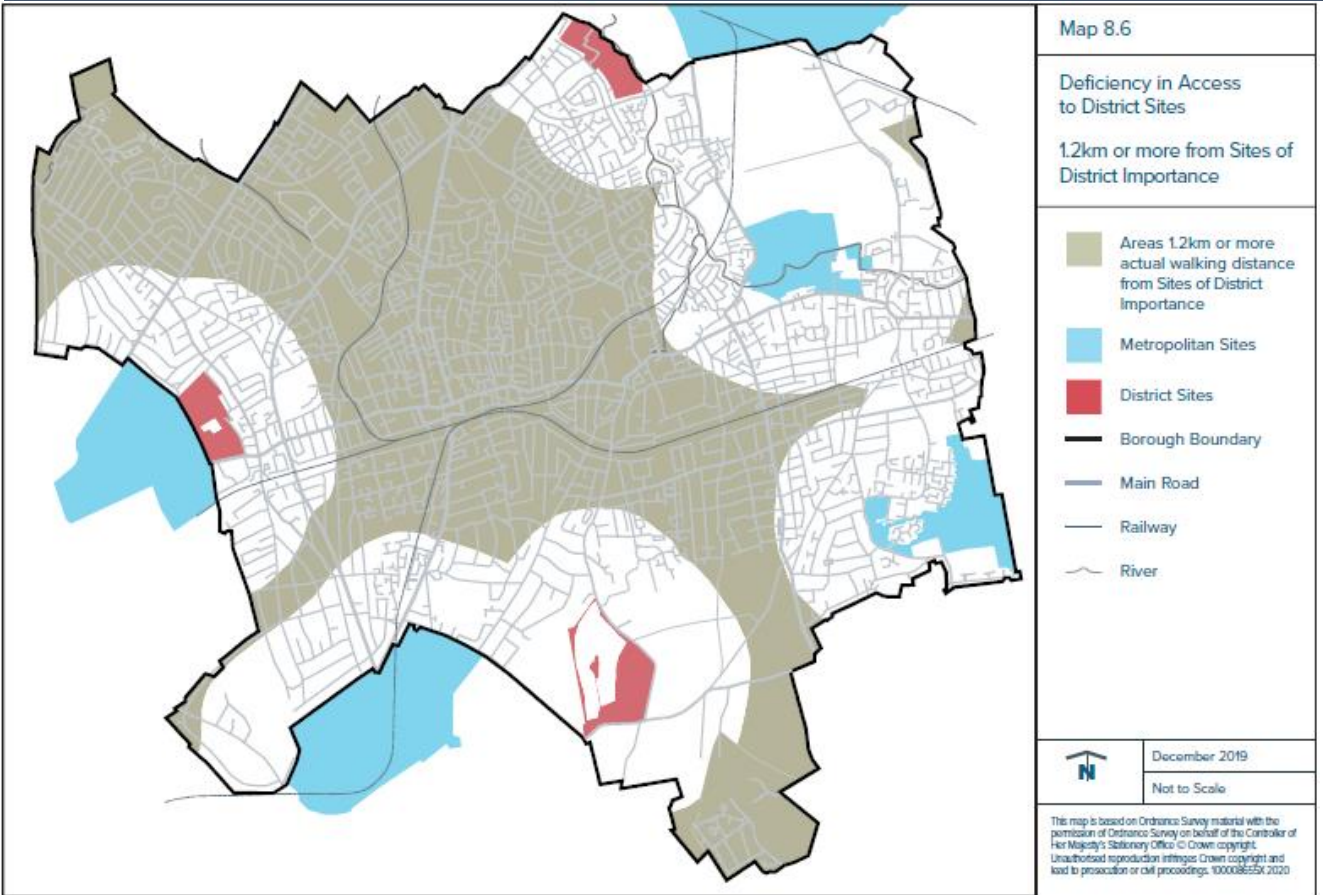 Map 8.6
Deficiency in Access
to District Sites
1.2km or more from Sites of
District Importance
Areas 1.2km or more
actual walking distance
from Sites of District
Importance
Metropolitan Sites
District Sites
Borough Boundary
Main Road
Railway
River
N
December 2019
Not to Scale
This map is based on Ordnance Survey material with the
permission of Ordnance Survey on behalf of the Controller of
Her Majesty's Stationery Office © Crown copyright.
Unauthorised reproduction infringes Crown copyright and
lead to prosecution or civil proceedings. 100008655X 2020